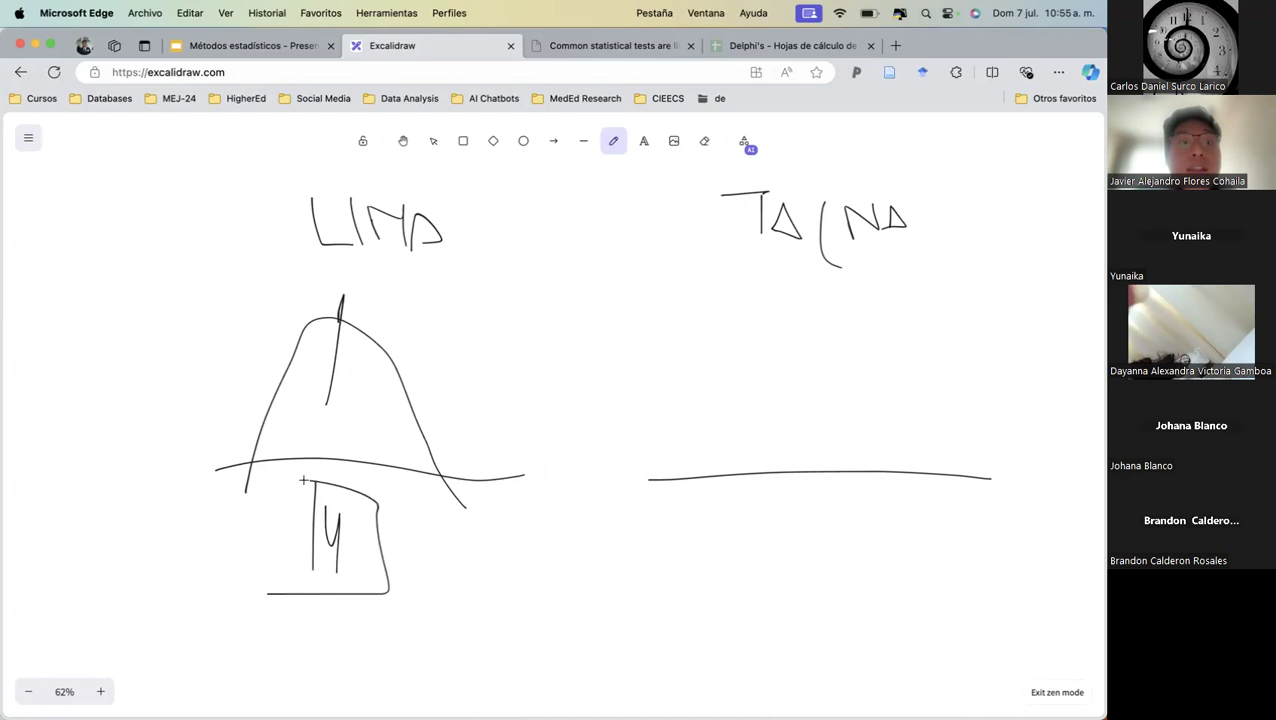 Microsoft Edge Archivo Editar Ver Historial Favoritos Herramientas Perfiles Pestaña Ventana Ayuda Dom 7 jul. 10:55 a. m.
Métodos estadísticos - Presen Excalidraw Common statistical tests are li Delphi's - Hojas de cálculo de
https://excalidraw.com
Cursos Databases MEJ-24 HigherEd Social Media Data Analysis AI Chatbots MedEd Research CIEECS de Otros favoritos
AI
LIMA
TACNA
14
62%
Exit zen mode
Carlos Daniel Surco Larico
Javier Alejandro Flores Cohaila
Yunaika
Yunaika
Dayanna Alexandra Victoria Gamboa
Johana Blanco
Johana Blanco
Brandon Caldero...
Brandon Calderon Rosales